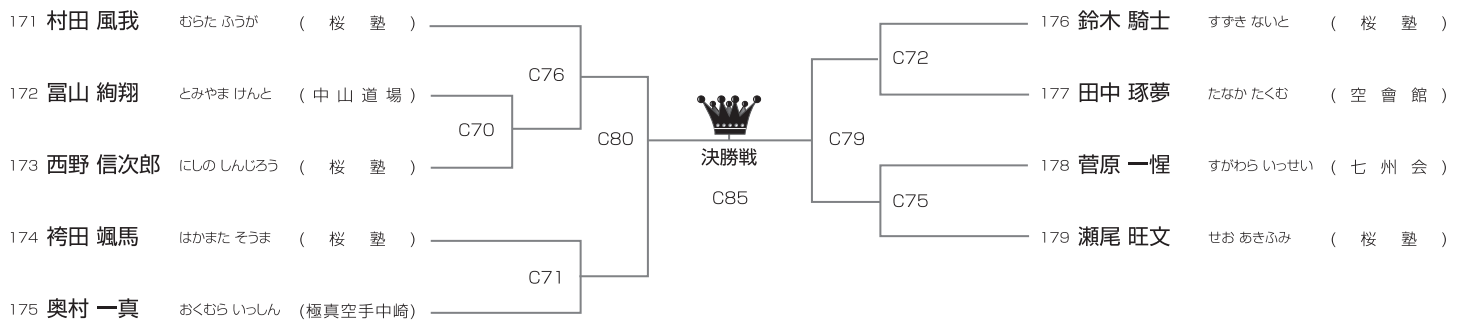 171 村田 風我 むらた ふうが ( 桜 塾 )
172 冨山 絢翔 とみやま けんと ( 中 山 道 場 )
173 西野 信次郎 にしの しんじろう ( 桜 塾 )
174 袴田 颯馬 はかまた そうま ( 桜 塾 )
175 奥村 一真 おくむら いっしん (極真空手中崎)
C76
C70
C80
C71
決勝戦
C85
C72
C79
C75
176 鈴木 騎士 すずき ないと ( 桜 塾 )
177 田中 琢夢 たなか たくむ ( 空 會 館 )
178 菅原 一惺 すがわら いっせい ( 七 州 会 )
179 瀬尾 旺文 せお あきふみ ( 桜 塾 )